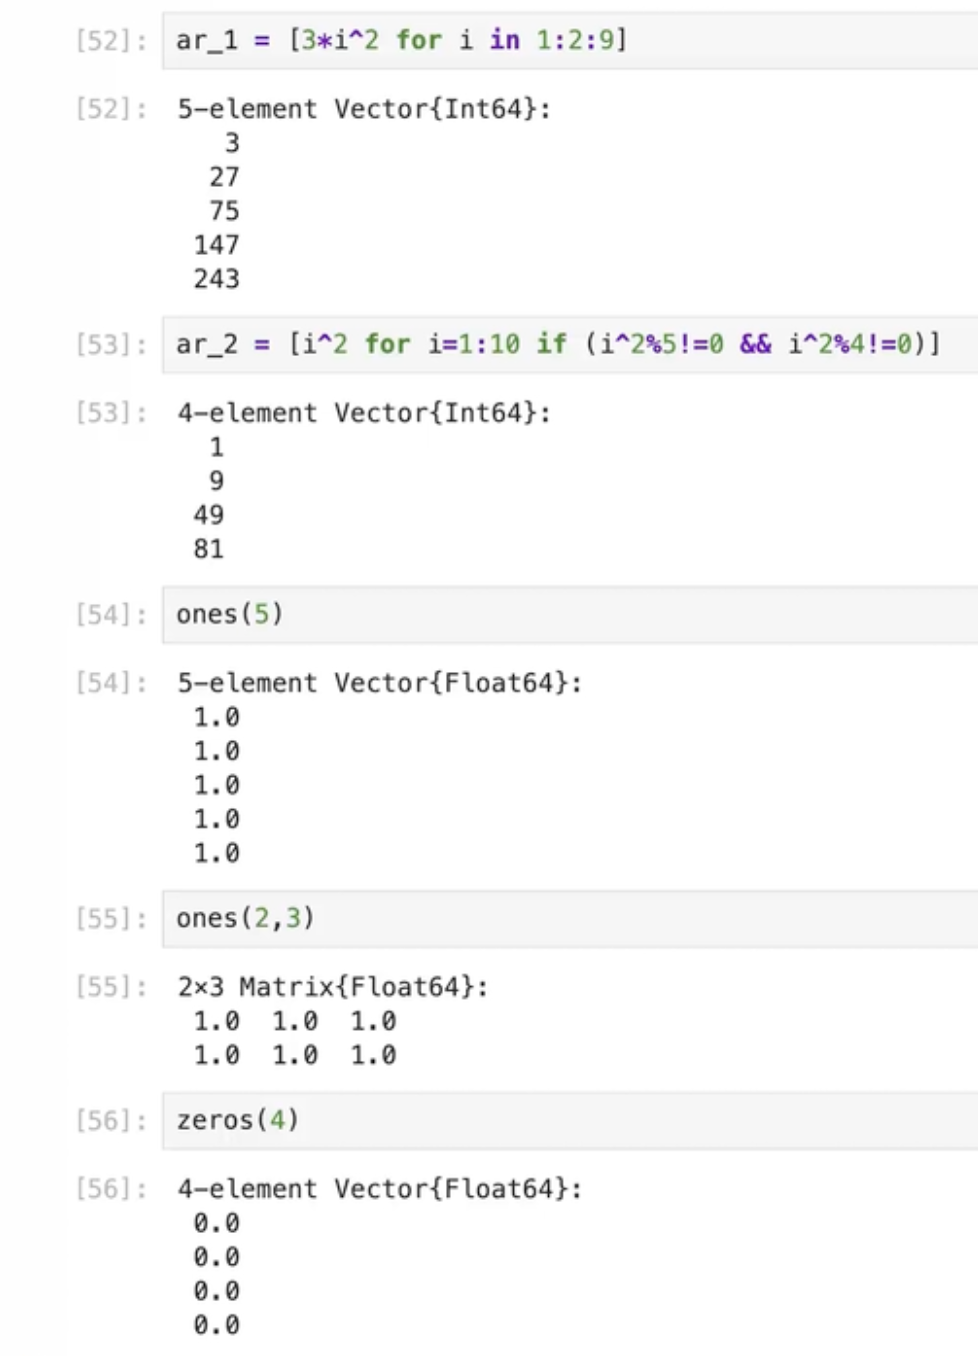 [52]: ar_1 = [3*i^2 for i in 1:2:9]
[52]: 5-element Vector{Int64}:
3
27
75
147
243
[53]: ar_2 = [i^2 for i=1:10 if (i^2%5!=0 && i^2%4!=0)]
[53]: 4-element Vector{Int64}:
1
9
49
81
[54]: ones(5)
[54]: 5-element Vector{Float64}:
1.0
1.0
1.0
1.0
1.0
[55]: ones(2,3)
[55]: 2×3 Matrix{Float64}:
1.0 1.0 1.0
1.0 1.0 1.0
[56]: zeros(4)
[56]: 4-element Vector{Float64}:
0.0
0.0
0.0
0.0